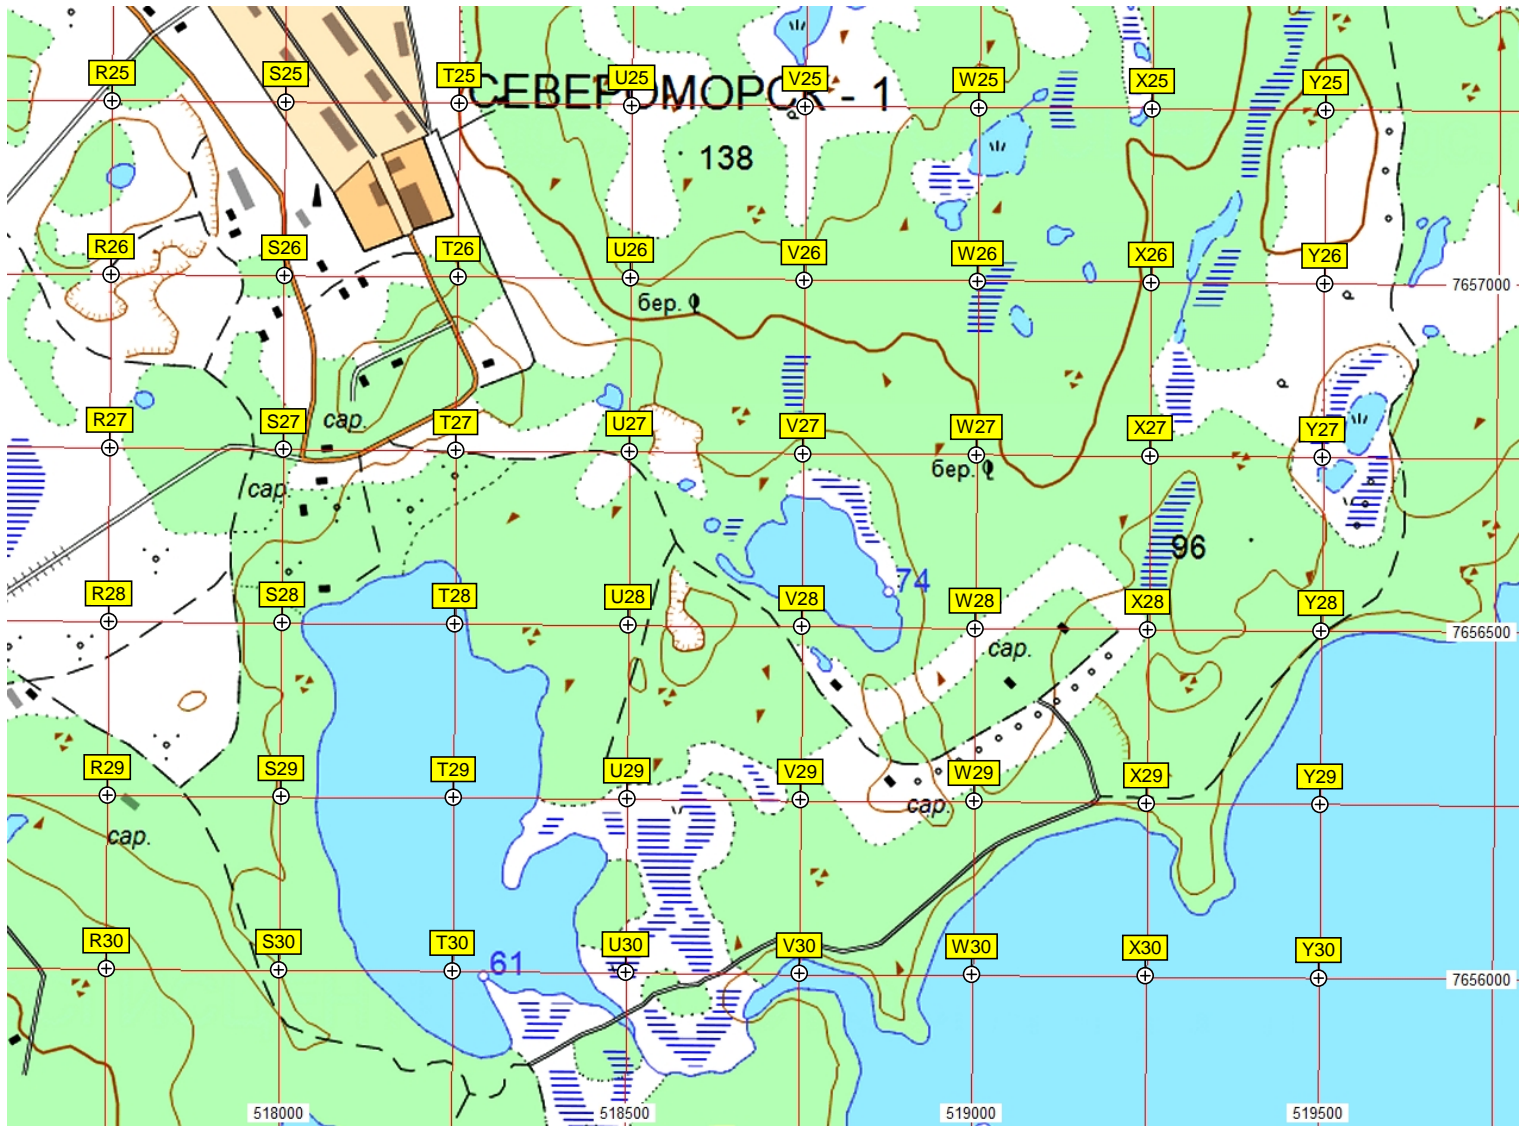 R25 S25 T25 U25 V25 W25 X25 Y25
СЕВЕРОМОРСК - 1
138
R26 S26 T26 U26 V26 W26 X26 Y26
7657000
бер.
R27 S27 T27 U27 V27 W27 X27 Y27
сар.
бер.
сар.
96
74
R28 S28 T28 U28 V28 W28 X28 Y28
7656500
сар.
R29 S29 T29 U29 V29 W29 X29 Y29
сар.
сар.
R30 S30 T30 U30 V30 W30 X30 Y30
61
7656000
518000 518500 519000 519500